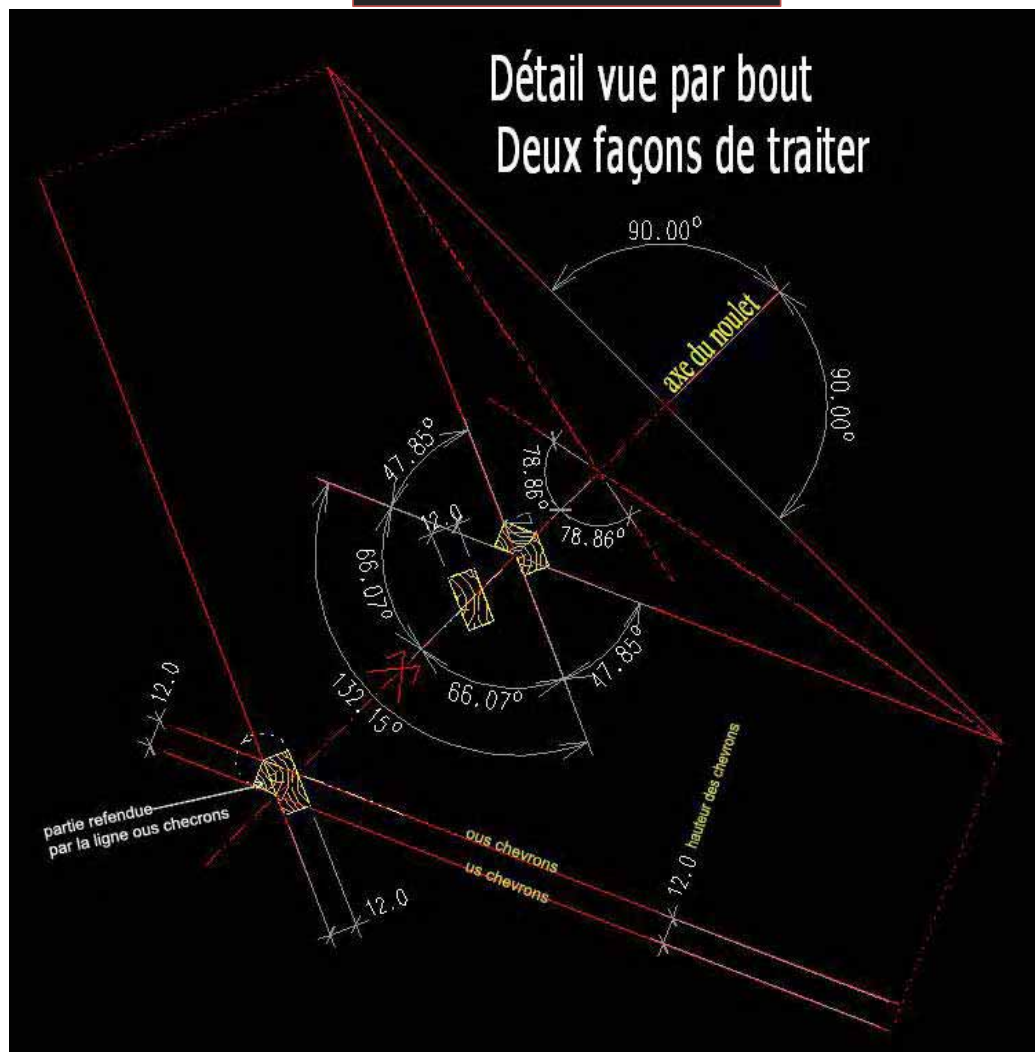 Détail vue par bout
Deux façons de traiter
90.00°
axe du noulet
90.00°
47.85°
78.86°
12.0
78.86°
66.07°
47.85°
66.07°
132.15°
12.0
hauteur des chevrons
partie refendue
par la ligne ous checrons
ous chevrons
12.0
us chevrons
12.0